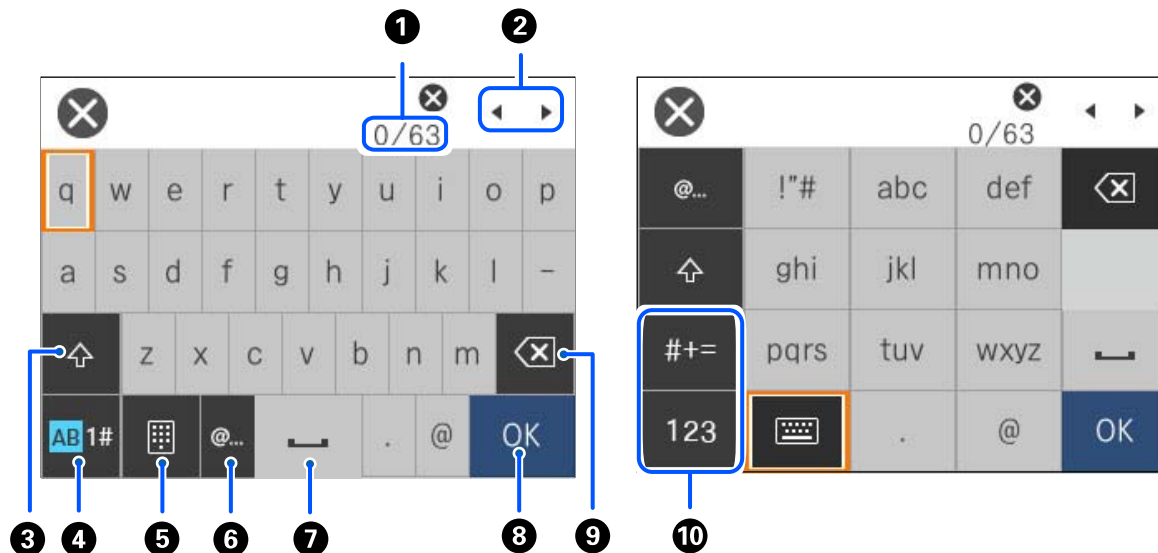 1 2
0/63 0/63
q w e r t y u i o p @... !"# abc def
a s d f g h j k l - ghi jkl mno
z x c v b n m #+= pqrs tuv wxyz
AB 1# @... . @ OK 123 . @ OK
3 4 5 6 7 8 9 10